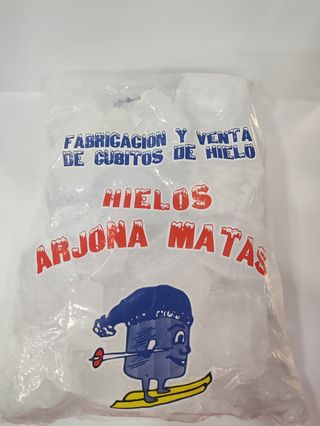 FABRICACION Y VENTA
DE CUBITOS DE HIELO
HIELOS
ARJONA MATAS